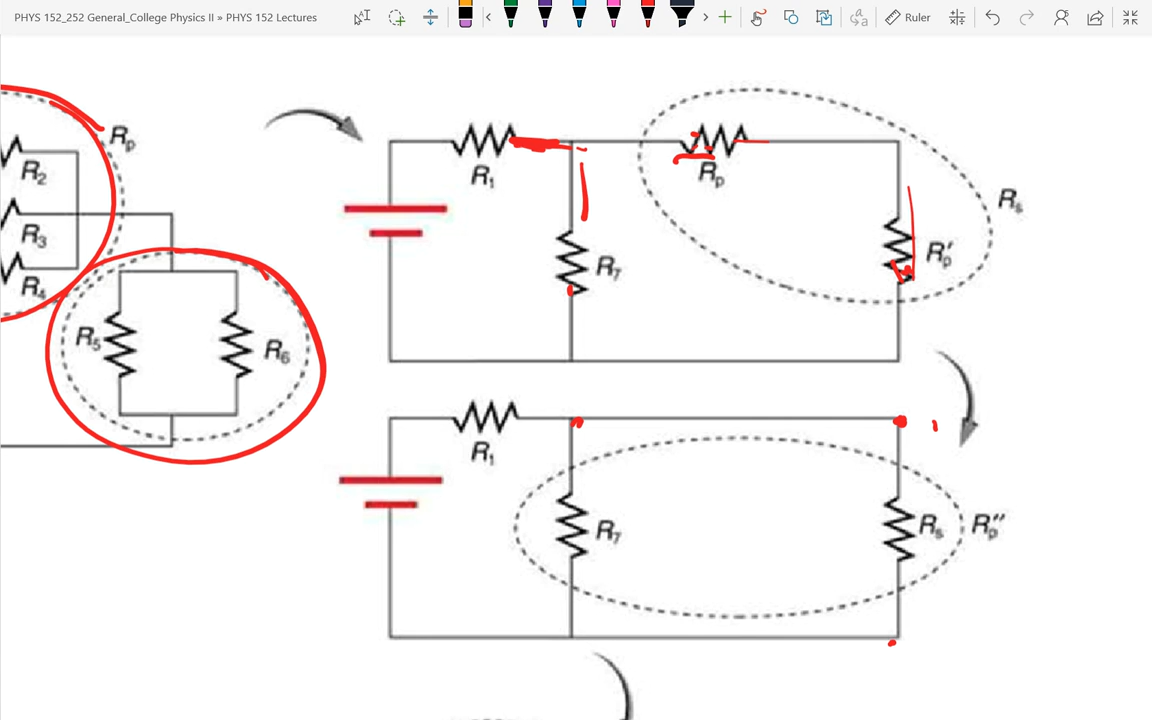 PHYS 152_252 General_College Physics II » PHYS 152 Lectures
Ruler
Rp
R2
R3
R4
R5
R6
R1
Rp
Rs
R7
R'p
R1
R7
Rs
R''p